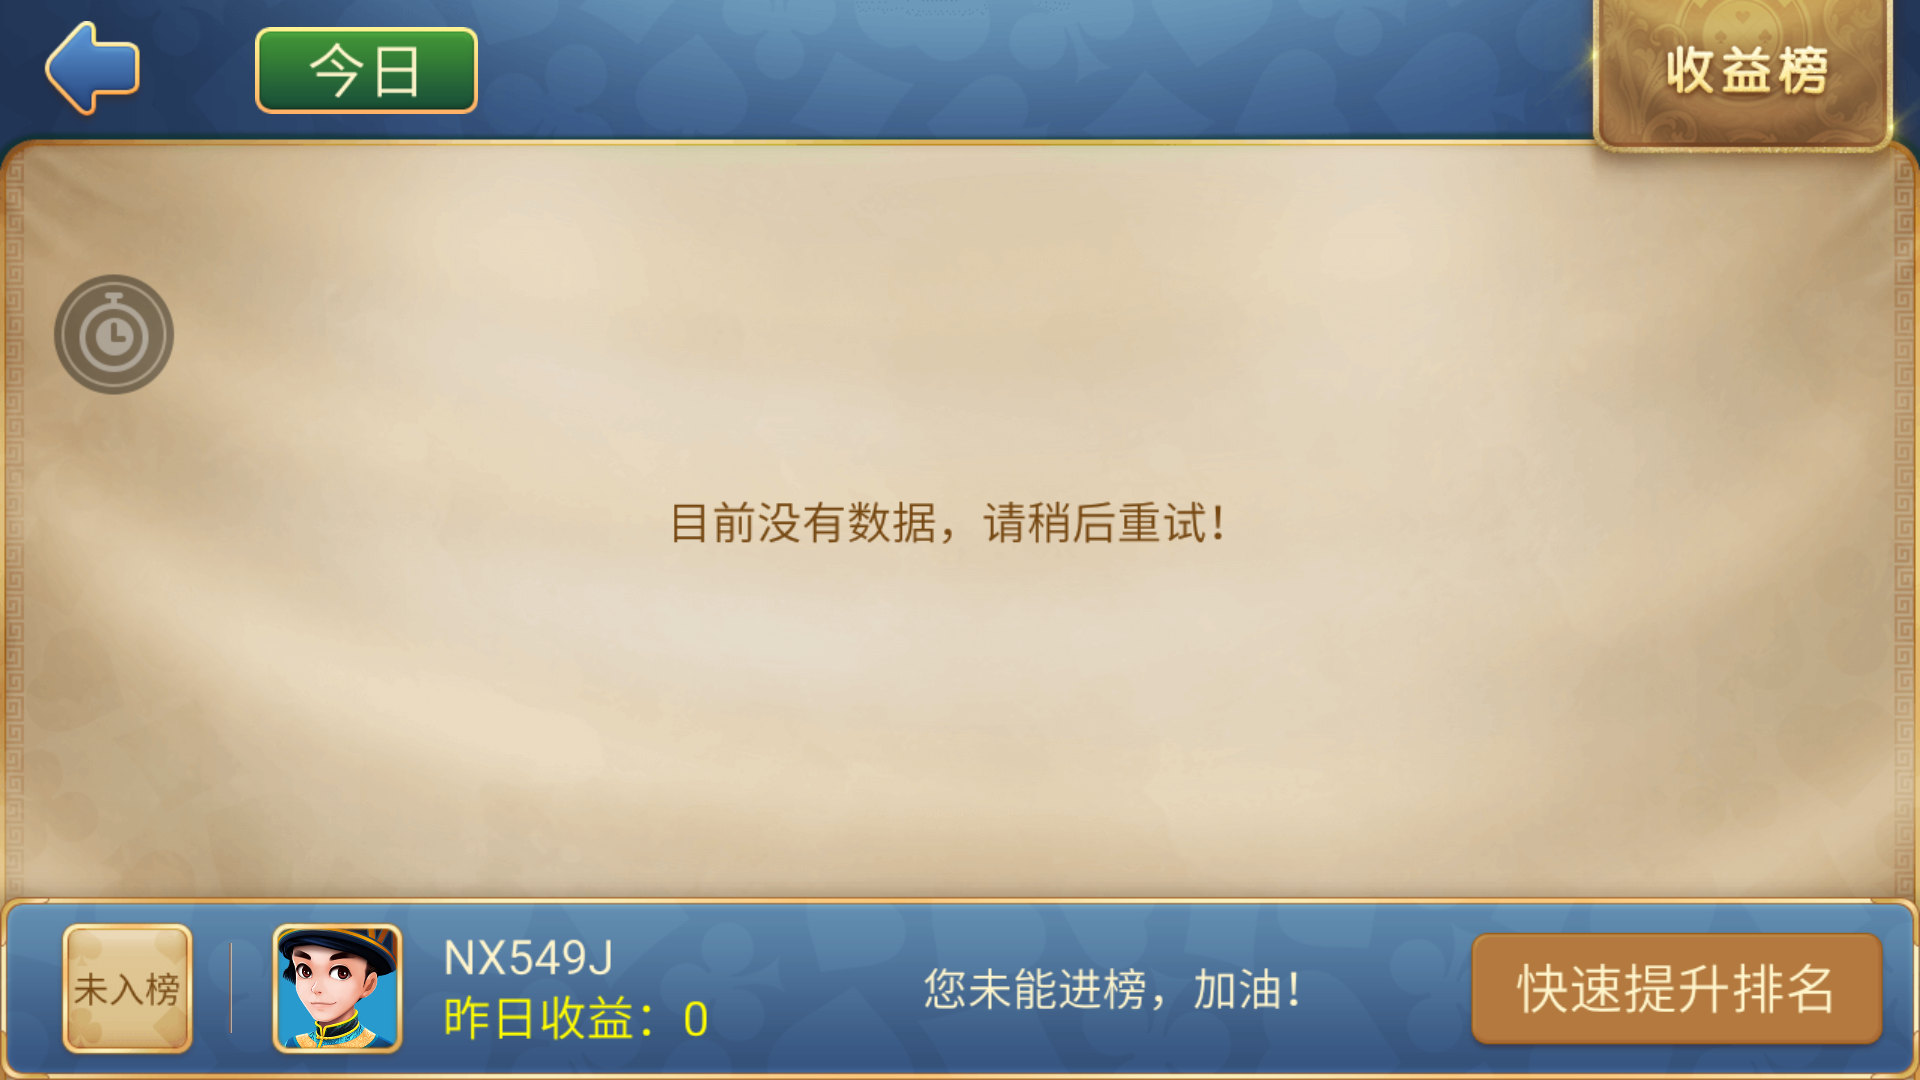 今日
收益榜
目前没有数据，请稍后重试！
未入榜
NX549J
昨日收益：0
您未能进榜，加油！
快速提升排名